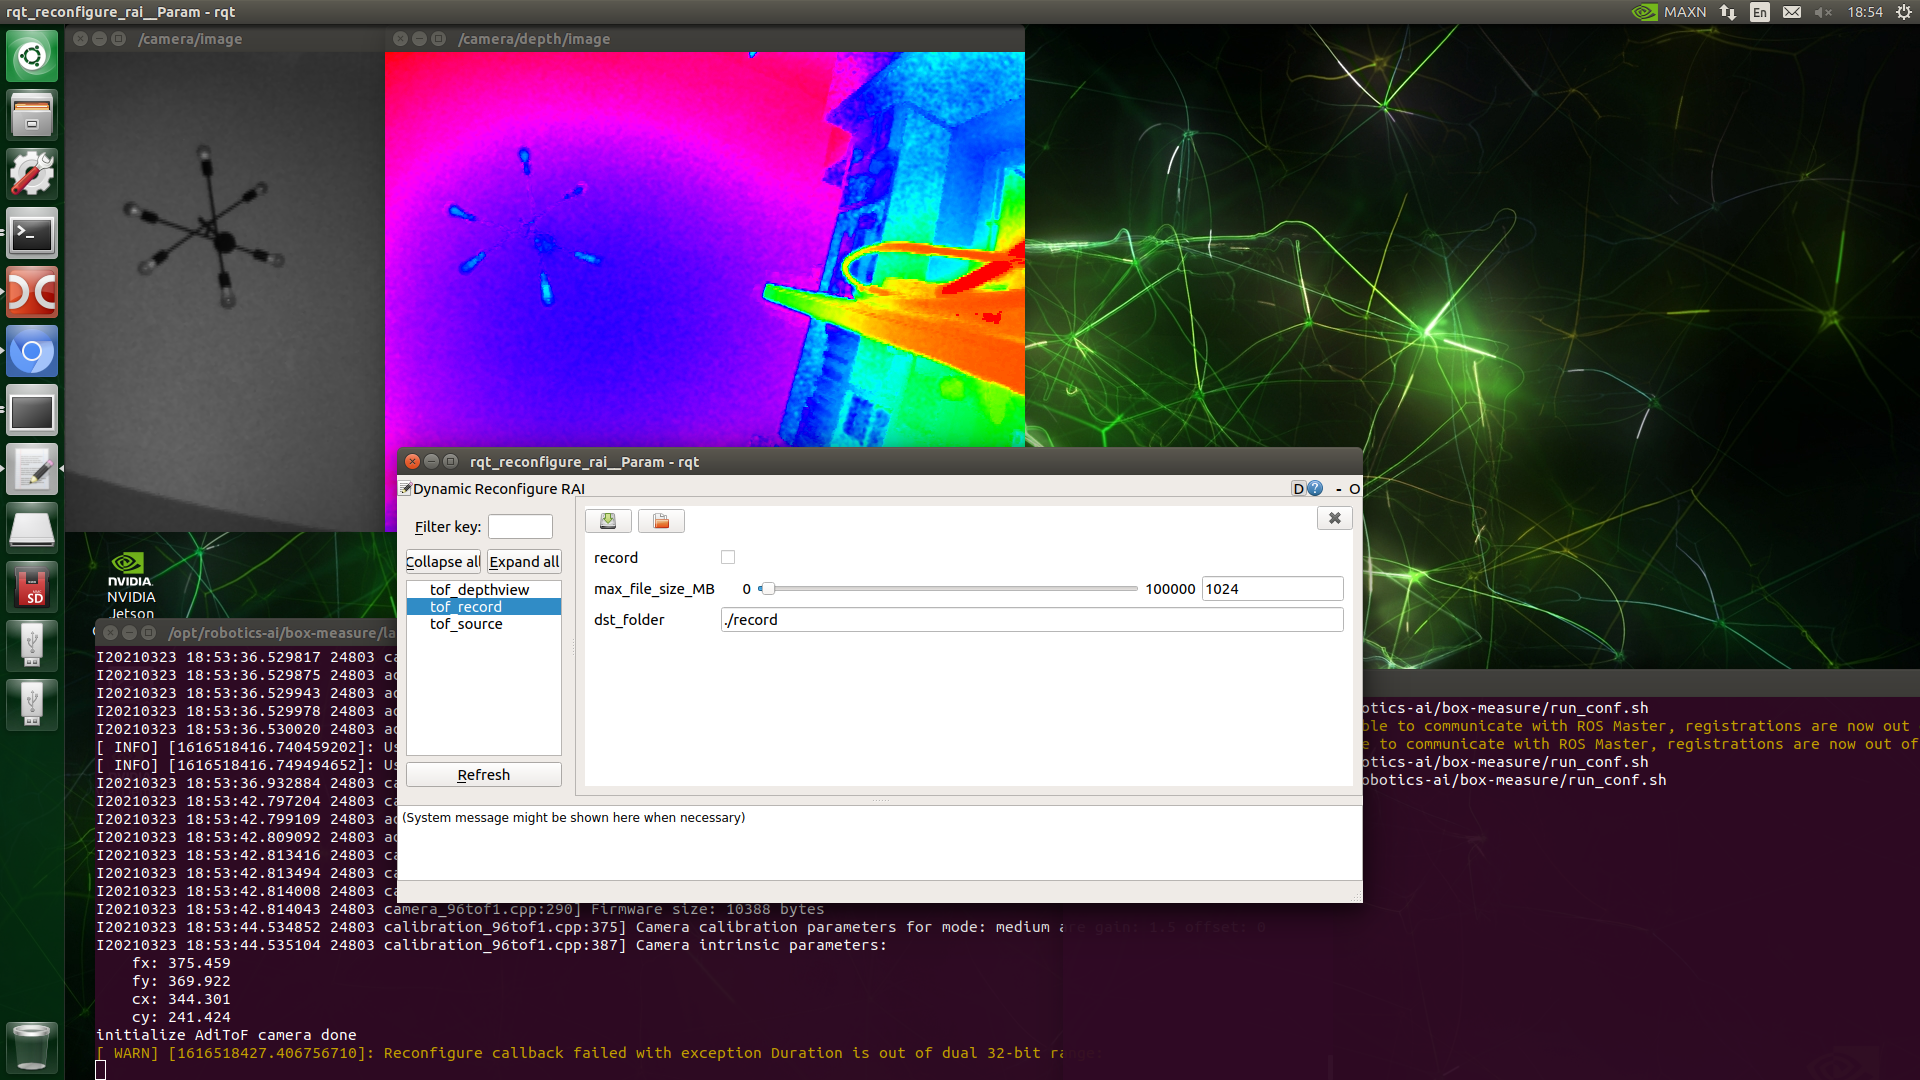 rqt_reconfigure_rai__Param - rqt
MAXN
En
18:54
/camera/image
/camera/depth/image
rqt_reconfigure_rai__Param - rqt
Dynamic Reconfigure RAI
D
- O
Filter key:
Collapse all
Expand all
tof_depthview
tof_record
tof_source
Refresh
record
max_file_size_MB 0 100000 1024
dst_folder ./record
(System message might be shown here when necessary)
NVIDIA.
NVIDIA
Jetson
SD
/opt/robotics-ai/box-measure/la
I20210323 18:53:36.529817 24803 ca
I20210323 18:53:36.529875 24803 ad
I20210323 18:53:36.529943 24803 ad
I20210323 18:53:36.529978 24803 ad
I20210323 18:53:36.530020 24803 ad
[ INFO] [1616518416.740459202]: Us
[ INFO] [1616518416.749494652]: Us
I20210323 18:53:36.932884 24803 ca
I20210323 18:53:42.797204 24803 ca
I20210323 18:53:42.799109 24803 ad
I20210323 18:53:42.809092 24803 ad
I20210323 18:53:42.813416 24803 ca
I20210323 18:53:42.813494 24803 ca
I20210323 18:53:42.814008 24803 ca
I20210323 18:53:42.814043 24803 camera_96tof1.cpp:290] Firmware size: 10388 bytes
I20210323 18:53:44.534852 24803 calibration_96tof1.cpp:375] Camera calibration parameters for mode: medium are gain: 1.5 offset: 0
I20210323 18:53:44.535104 24803 calibration_96tof1.cpp:387] Camera intrinsic parameters:
fx: 375.459
fy: 369.922
cx: 344.301
cy: 241.424
initialize AdiToF camera done
[ WARN] [1616518427.406756710]: Reconfigure callback failed with exception Duration is out of dual 32-bit range
otics-ai/box-measure/run_conf.sh
ble to communicate with ROS Master, registrations are now out
e to communicate with ROS Master, registrations are now out of
otics-ai/box-measure/run_conf.sh
obotics-ai/box-measure/run_conf.sh